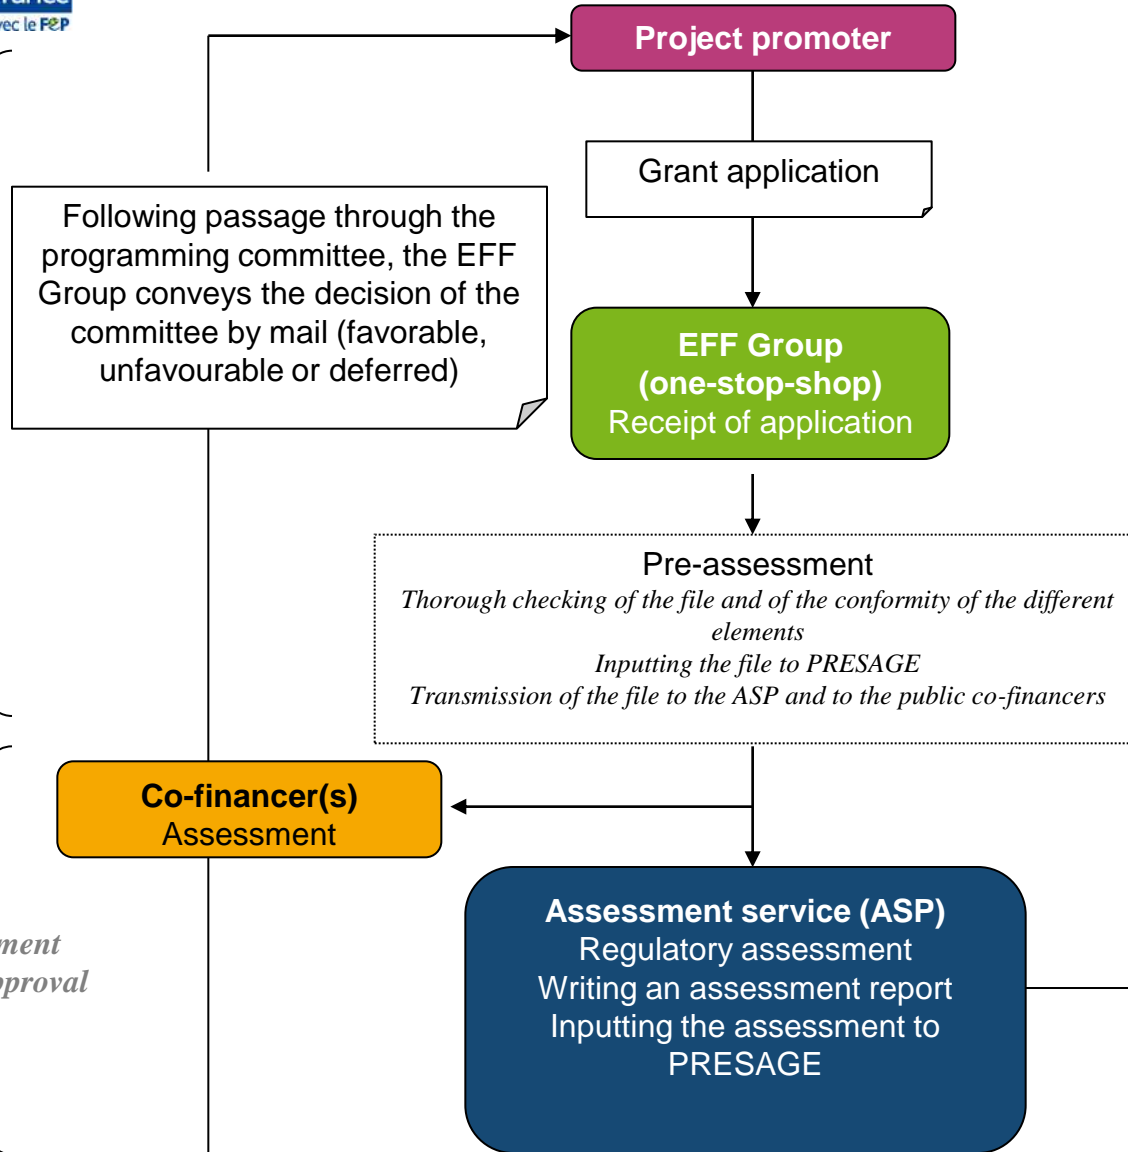 avec le FEP
Project promoter
Grant application
Following passage through the
programming committee, the EFF
Group conveys the decision of the
committee by mail (favorable,
unfavourable or deferred)
EFF Group
(one-stop-shop)
Receipt of application
Pre-assessment
Thorough checking of the file and of the conformity of the different
elements
Inputting the file to PRESAGE
Transmission of the file to the ASP and to the public co-financers
Co-financer(s)
Assessment
Assessment service (ASP)
Regulatory assessment
Writing an assessment report
Inputting the assessment to
PRESAGE